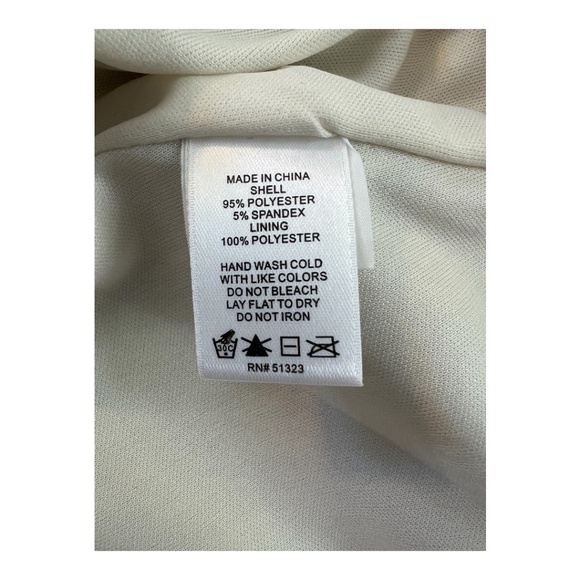 MADE IN CHINA
SHELL
95% POLYESTER
5% SPANDEX
LINING
100% POLYESTER
HAND WASH COLD
WITH LIKE COLORS
DO NOT BLEACH
LAY FLAT TO DRY
DO NOT IRON
30C
RN# 51323